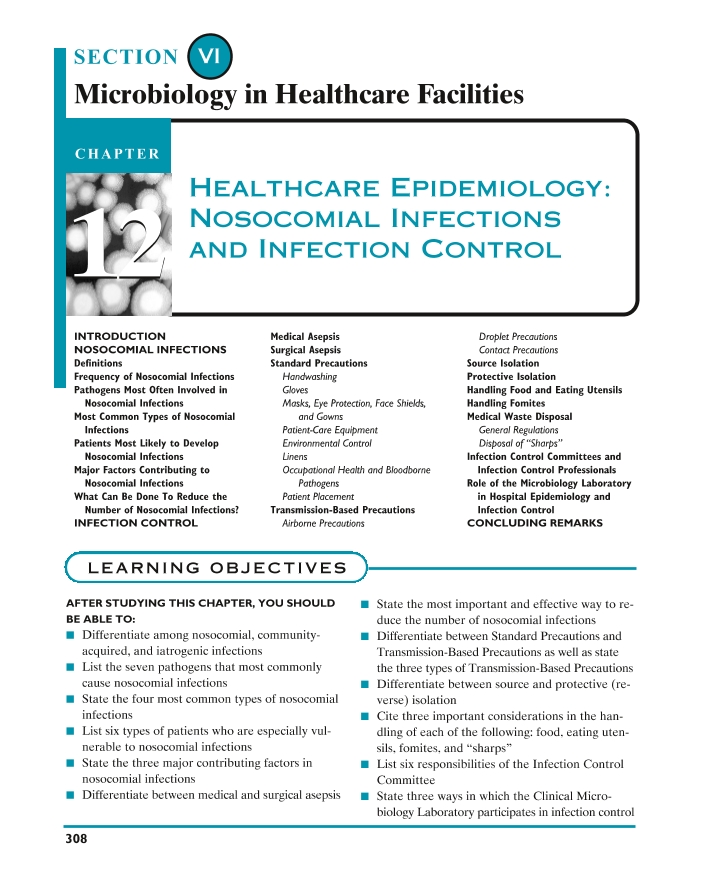 SECTION VI
Microbiology in Healthcare Facilities
CHAPTER
12
HEALTHCARE EPIDEMIOLOGY:
NOSOCOMIAL INFECTIONS
AND INFECTION CONTROL
INTRODUCTION
NOSOCOMIAL INFECTIONS
Definitions
Frequency of Nosocomial Infections
Pathogens Most Often Involved in
Nosocomial Infections
Most Common Types of Nosocomial
Infections
Patients Most Likely to Develop
Nosocomial Infections
Major Factors Contributing to
Nosocomial Infections
What Can Be Done To Reduce the
Number of Nosocomial Infections?
INFECTION CONTROL
Medical Asepsis
Surgical Asepsis
Standard Precautions
Handwashing
Gloves
Masks, Eye Protection, Face Shields,
and Gowns
Patient-Care Equipment
Environmental Control
Linens
Occupational Health and Bloodborne
Pathogens
Patient Placement
Transmission-Based Precautions
Airborne Precautions
Droplet Precautions
Contact Precautions
Source Isolation
Protective Isolation
Handling Food and Eating Utensils
Handling Fomites
Medical Waste Disposal
General Regulations
Disposal of “Sharps”
Infection Control Committees and
Infection Control Professionals
Role of the Microbiology Laboratory
in Hospital Epidemiology and
Infection Control
CONCLUDING REMARKS
LEARNING OBJECTIVES
AFTER STUDYING THIS CHAPTER, YOU SHOULD
BE ABLE TO:
■ Differentiate among nosocomial, community-
acquired, and iatrogenic infections
■ List the seven pathogens that most commonly
cause nosocomial infections
■ State the four most common types of nosocomial
infections
■ List six types of patients who are especially vul-
nerable to nosocomial infections
■ State the three major contributing factors in
nosocomial infections
■ Differentiate between medical and surgical asepsis
■ State the most important and effective way to re-
duce the number of nosocomial infections
■ Differentiate between Standard Precautions and
Transmission-Based Precautions as well as state
the three types of Transmission-Based Precautions
■ Differentiate between source and protective (re-
verse) isolation
■ Cite three important considerations in the han-
dling of each of the following: food, eating uten-
sils, fomites, and “sharps”
■ List six responsibilities of the Infection Control
Committee
■ State three ways in which the Clinical Micro-
biology Laboratory participates in infection control
308